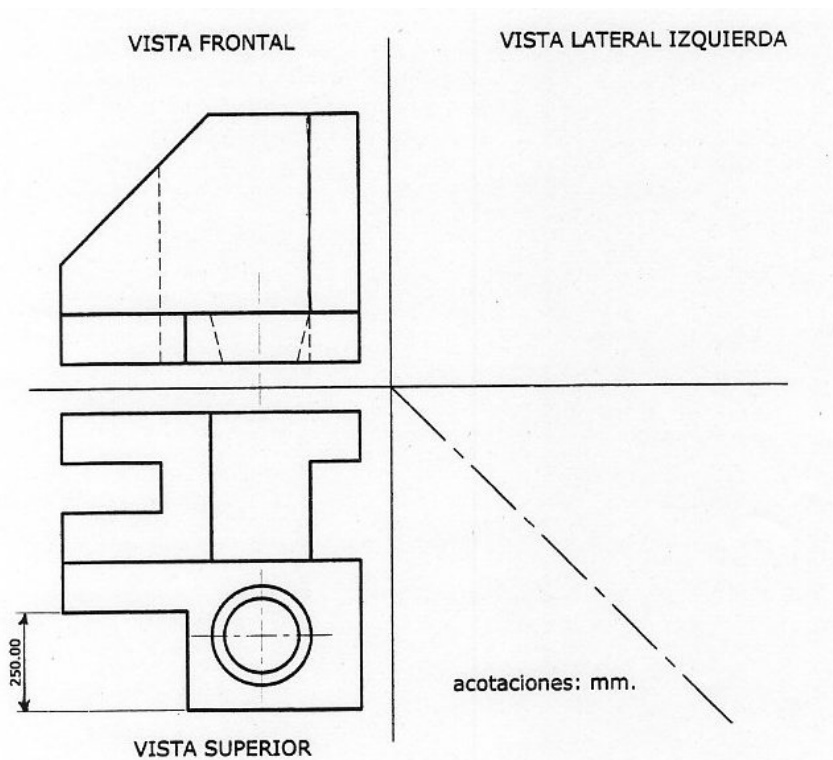 VISTA FRONTAL
VISTA LATERAL IZQUIERDA
250.00
acotaciones: mm.
VISTA SUPERIOR